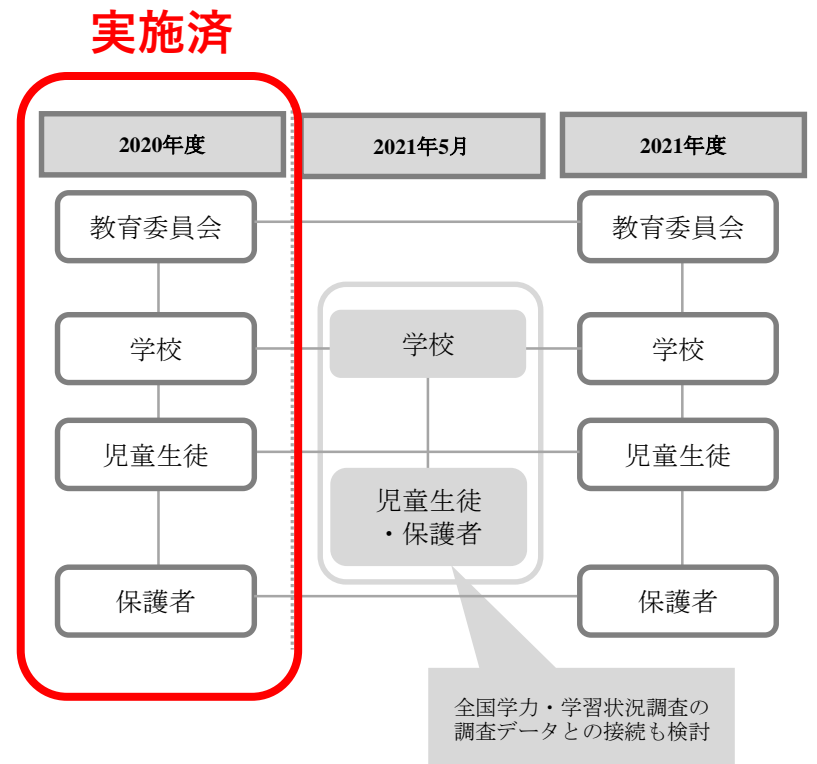 実施済
2020年度
2021年5月
2021年度
教育委員会
教育委員会
学校
学校
学校
児童生徒
児童生徒
児童生徒
・保護者
保護者
保護者
全国学力・学習状況調査の
調査データとの接続も検討